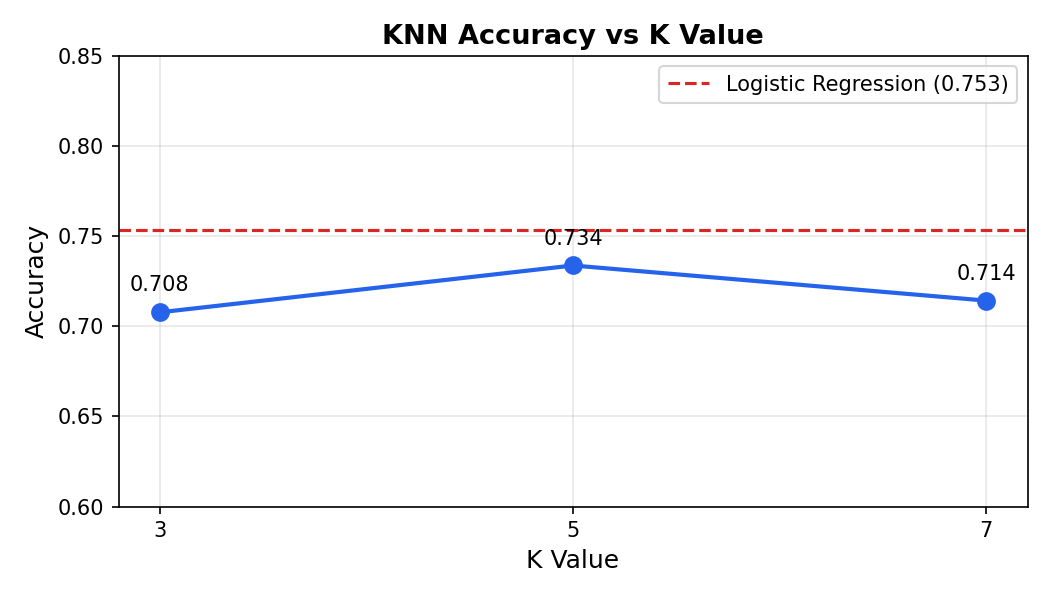 KNN Accuracy vs K Value
Logistic Regression (0.753)
Accuracy
0.85
0.80
0.75
0.70
0.65
0.60
0.708
0.734
0.714
3 5 7
K Value